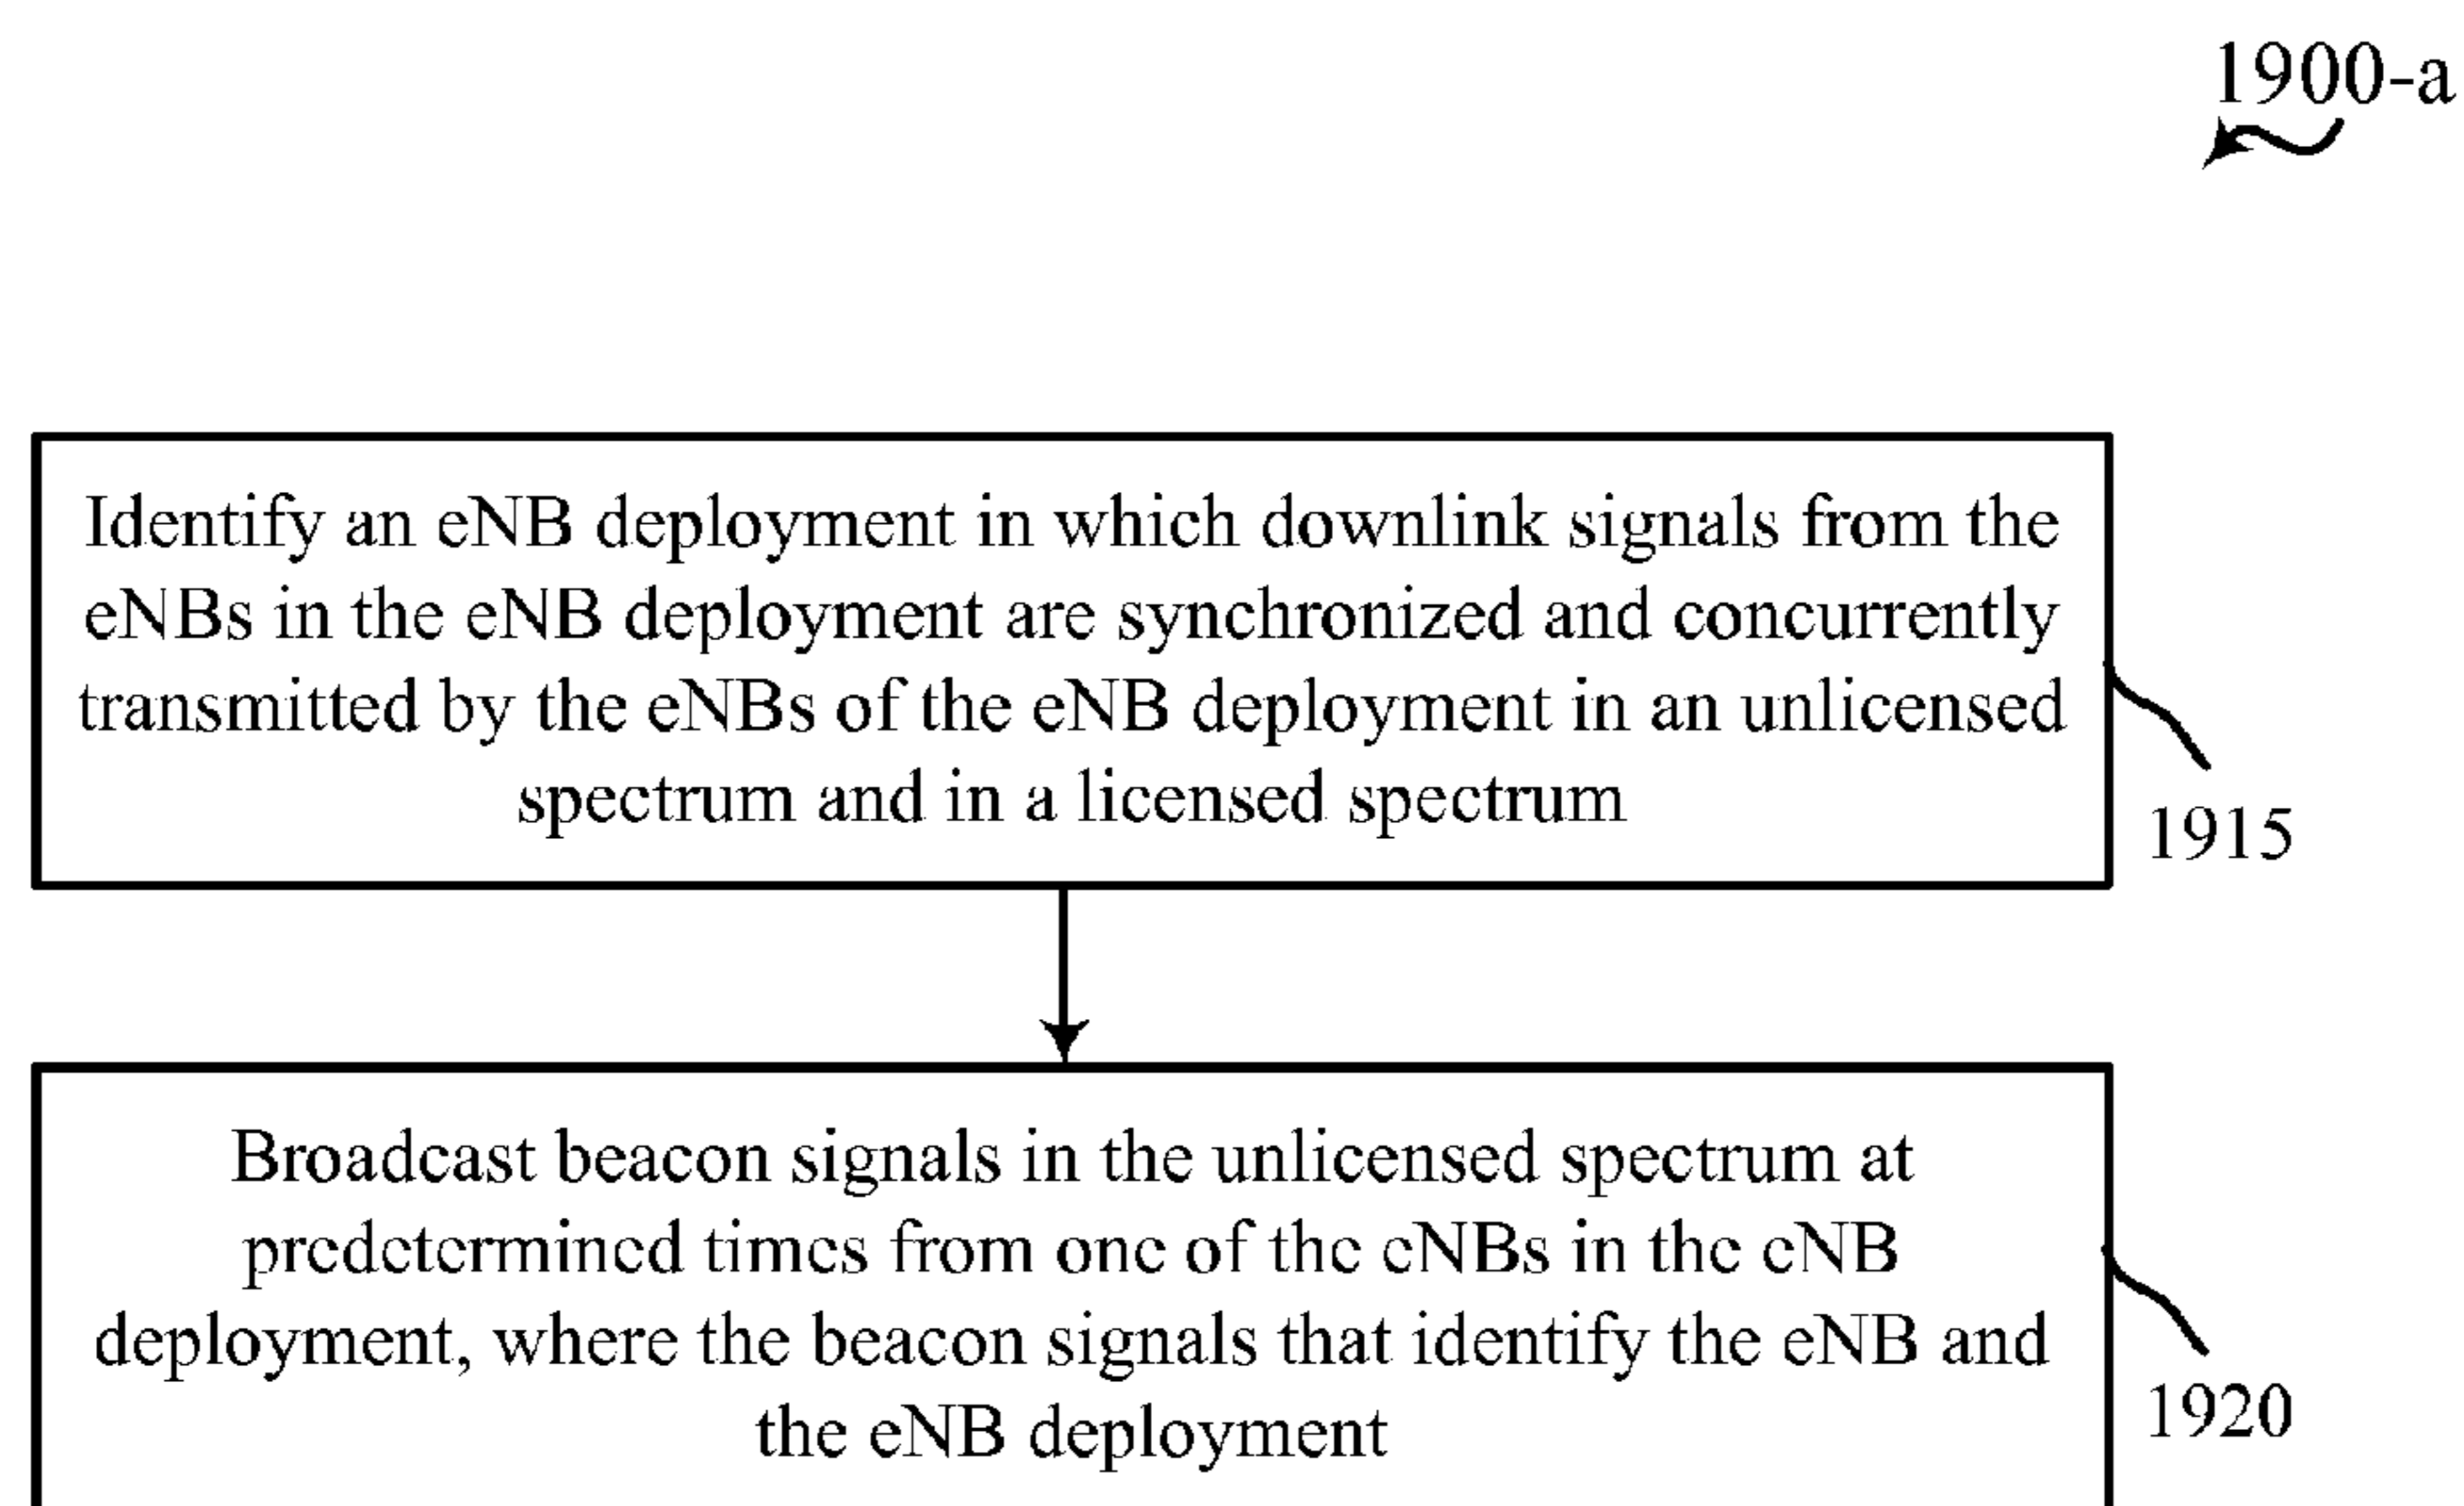 1900-a
Identify an eNB deployment in which downlink signals from the
eNBs in the eNB deployment are synchronized and concurrently
transmitted by the eNBs of the eNB deployment in an unlicensed
spectrum and in a licensed spectrum
1915
Broadcast beacon signals in the unlicensed spectrum at
predetermined times from one of the eNBs in the eNB
deployment, where the beacon signals that identify the eNB and
the eNB deployment
1920